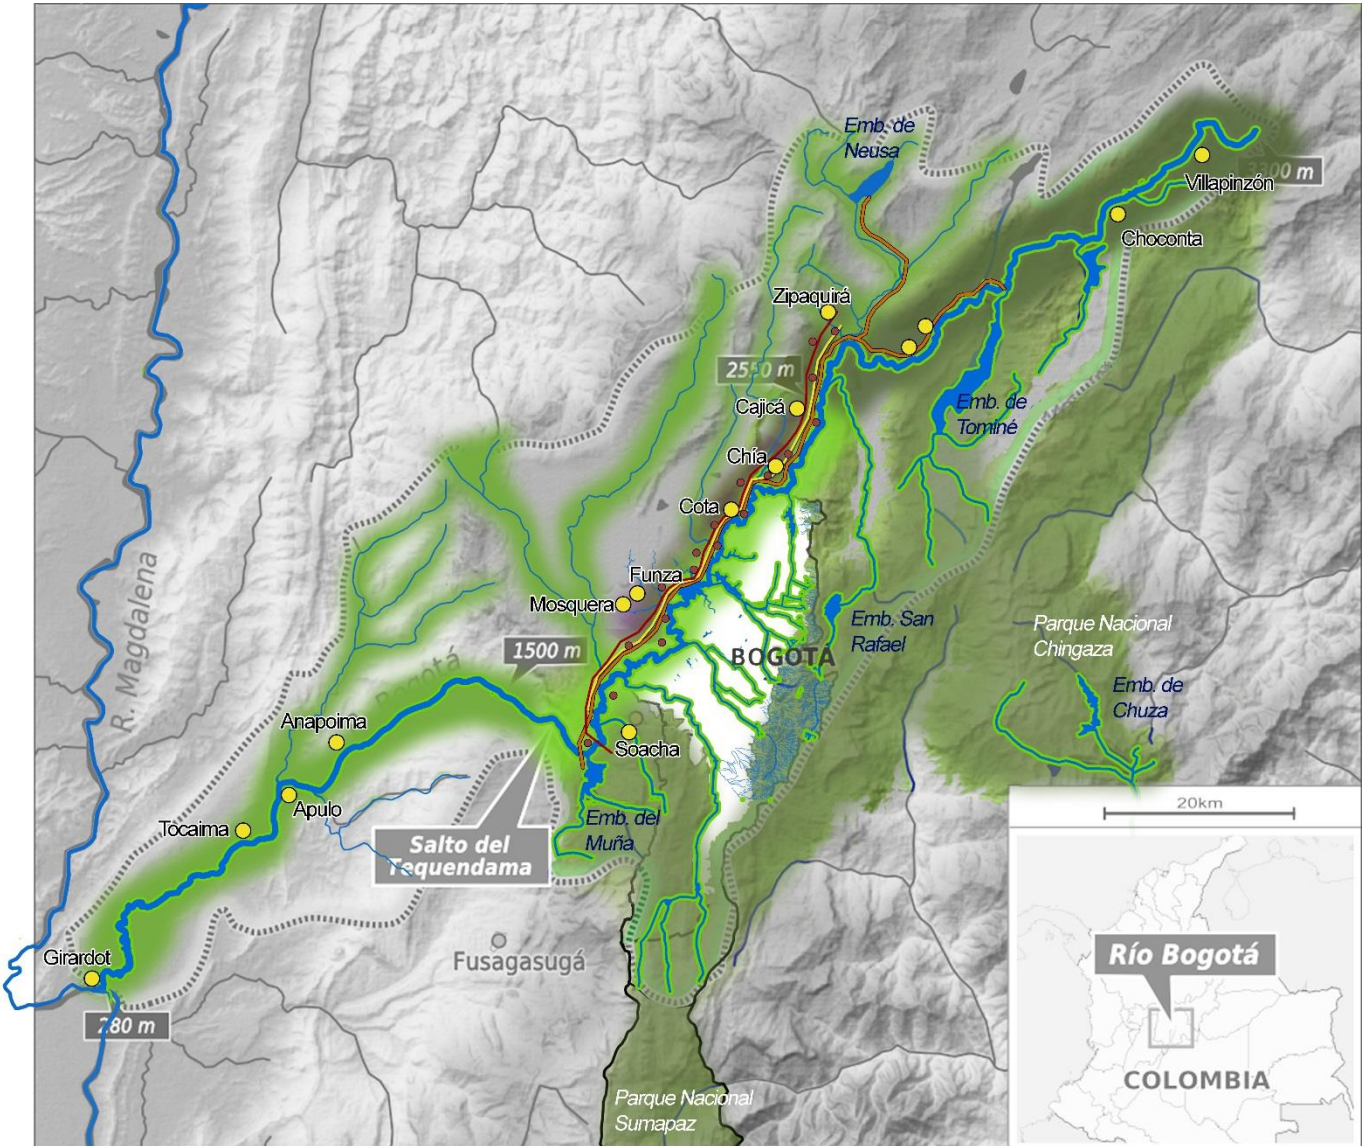 Emb. de
Neusa
3300 m
Villapinzón
Choconta
Zipaquirá
2550 m
Cajicá
Emb. de
Tominé
Chía
Cota
R. Magdalena
Funza
Mosquera
Emb. San
Rafael
Parque Nacional
Chingaza
1500 m
BOGOTÁ
Bogotá
Emb. de
Chuza
Anapoima
Soacha
Apulo
20km
Tocaima
Emb. del
Muña
Salto del
Tequendama
Girardot
Fusagasugá
Río Bogotá
280 m
COLOMBIA
Parque Nacional
Sumapaz